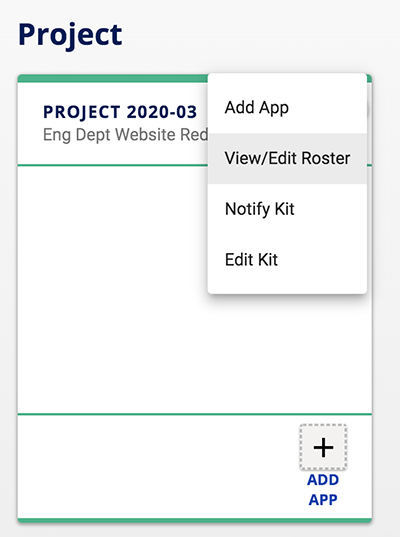 Project
PROJECT 2020-03
Eng Dept Website Red
Add App
View/Edit Roster
Notify Kit
Edit Kit
+
ADD
APP